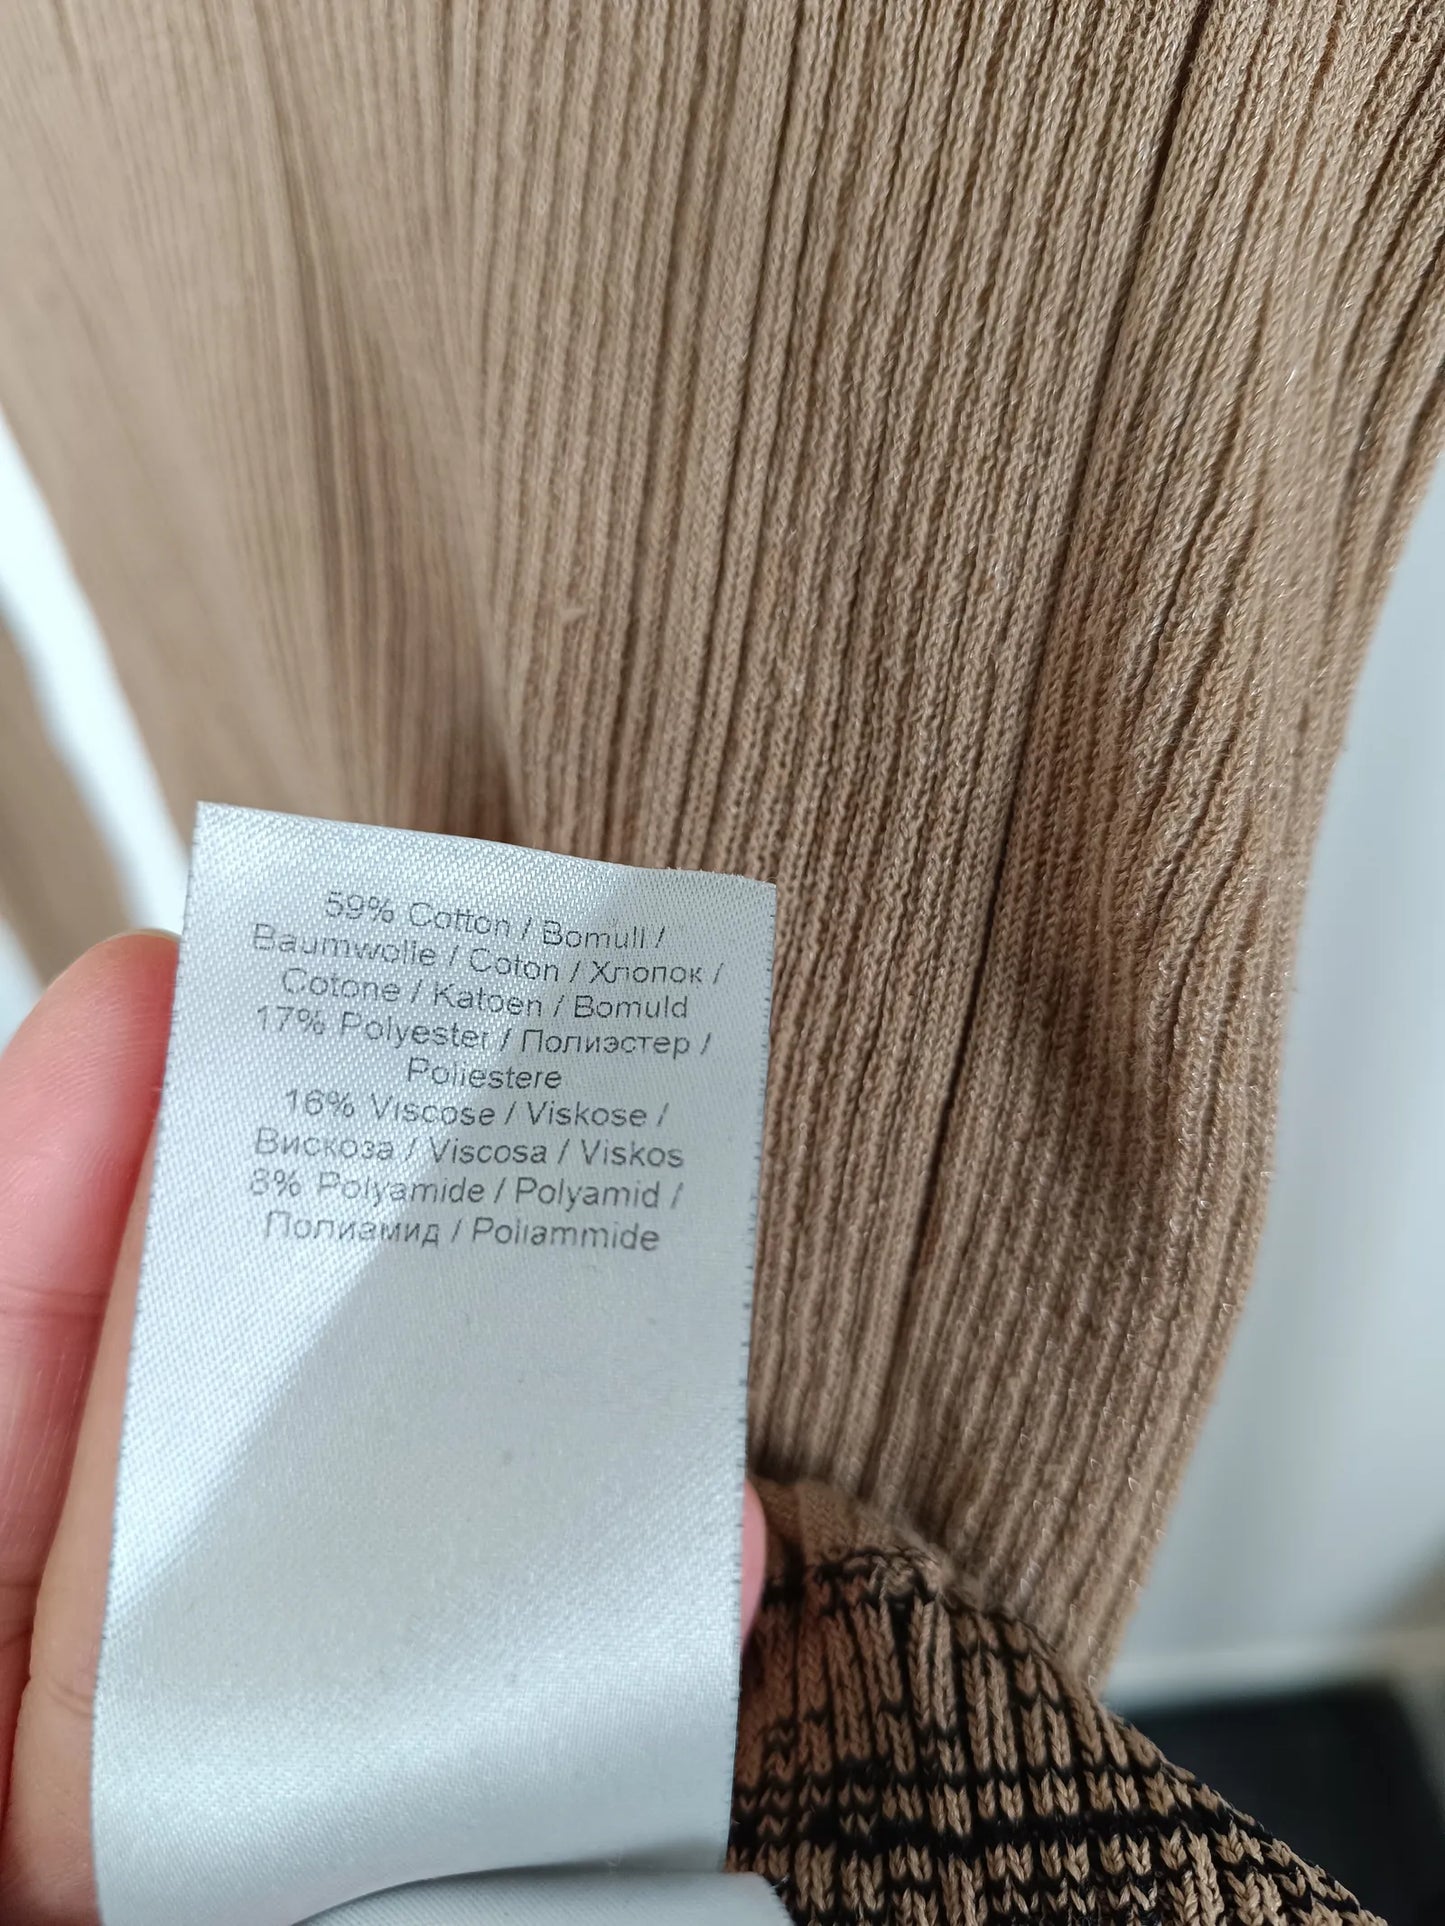 59% Cotton / Bomull /
Baumwolle / Coton / Хлопок /
Cotone / Katoen / Bomuld
17% Polyester / Полиэстер /
Poliestere
16% Viscose / Viskose /
Вискоза / Viscosa / Viskos
8% Polyamide / Polyamid /
Полиамид / Poliammide